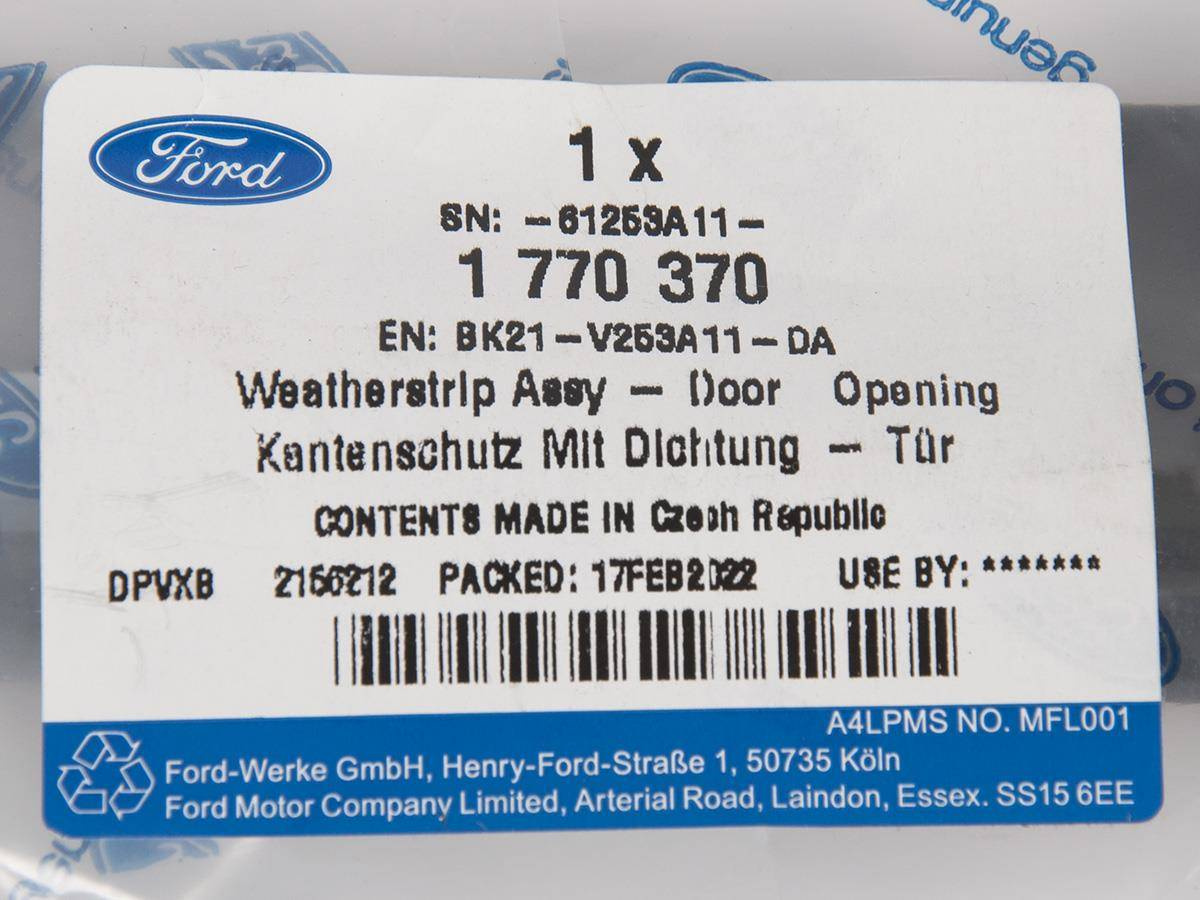 genuin
Ford
1 x
SN: -61253A11-
1 770 370
EN: BK21-V253A11-DA
Weatherstrip Assy - Door Opening
Kantenschutz Mit Dichtung - Tür
CONTENTS MADE IN Czech Republic
DPVXB 2156212 PACKED: 17FEB2022 USE BY: *******
A4LPMS NO. MFL001
Ford-Werke GmbH, Henry-Ford-Straße 1, 50735 Köln
Ford Motor Company Limited, Arterial Road, Laindon, Essex. SS15 6EE